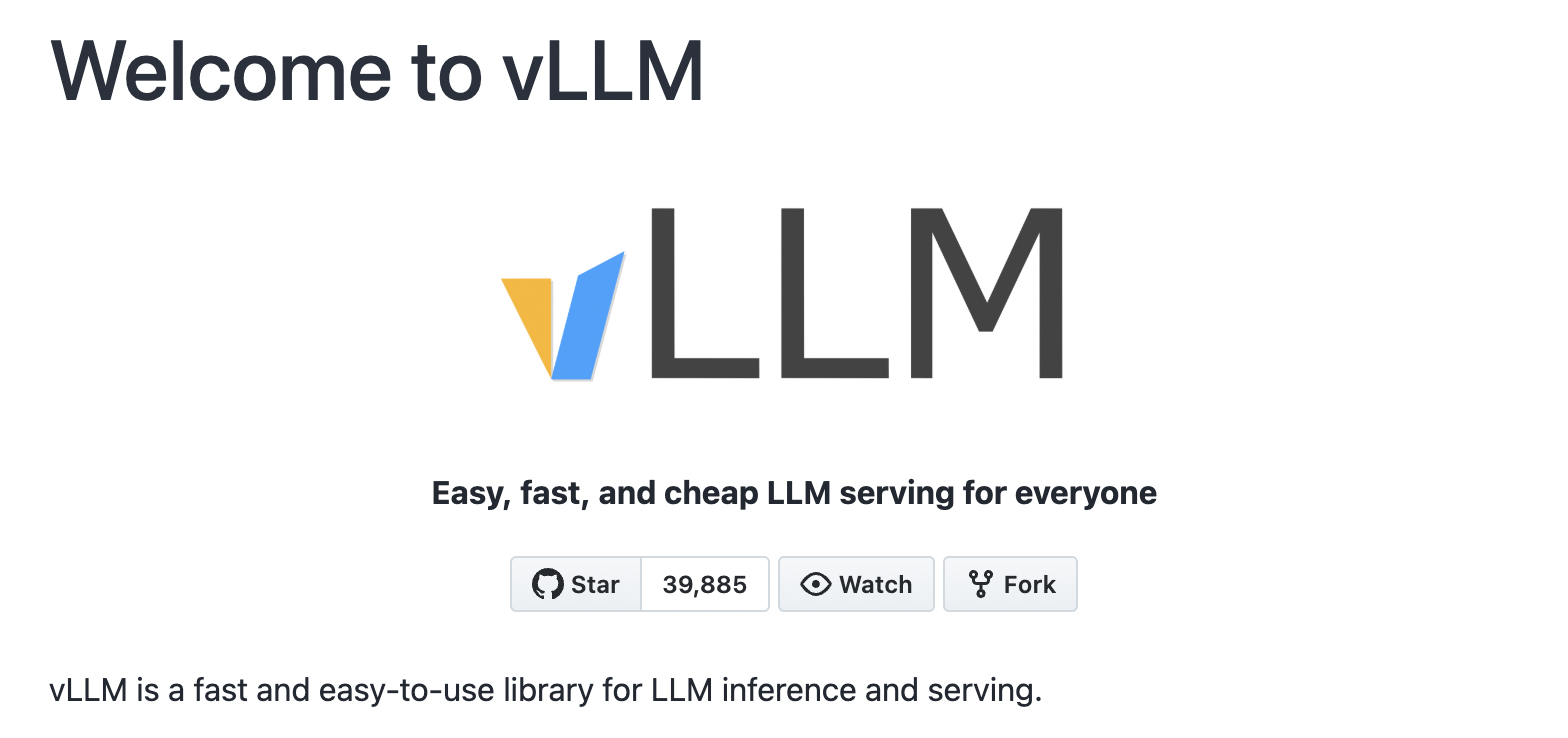 Welcome to vLLM
vLLM
Easy, fast, and cheap LLM serving for everyone
Star 39,885 Watch Fork
vLLM is a fast and easy-to-use library for LLM inference and serving.